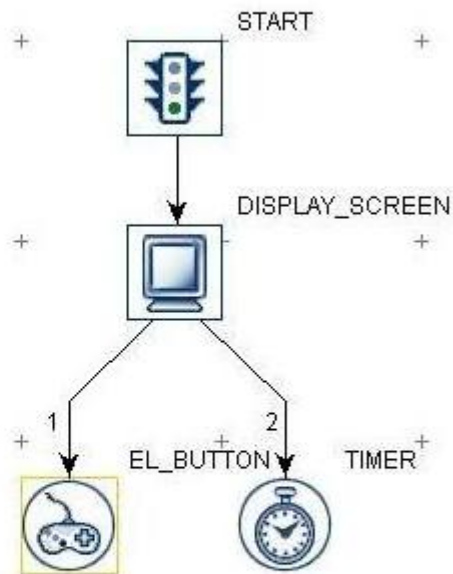 START
DISPLAY_SCREEN
1
2
EL_BUTTON
TIMER